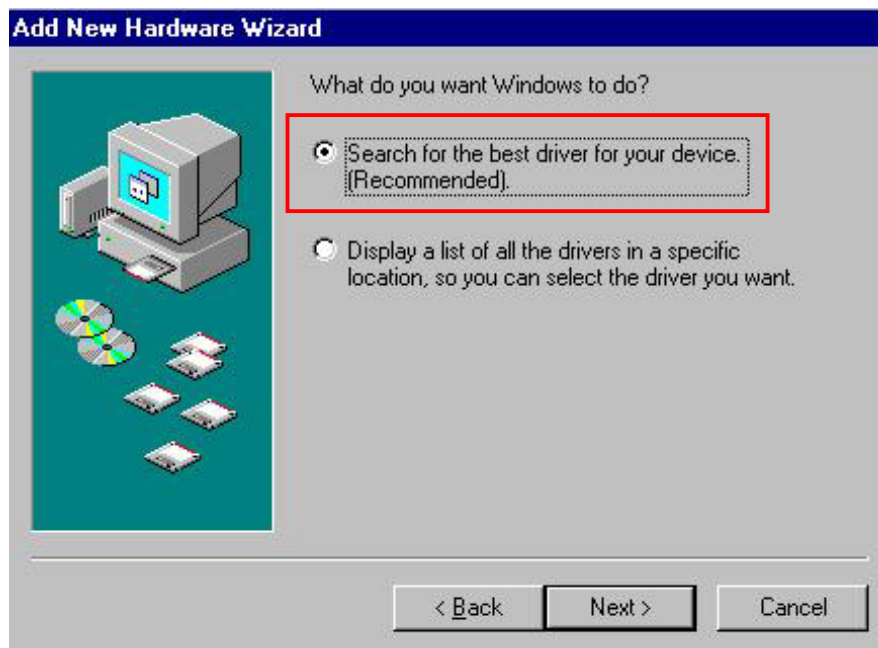 Add New Hardware Wizard
What do you want Windows to do?
Search for the best driver for your device.
(Recommended).
Display a list of all the drivers in a specific
location, so you can select the driver you want.
< Back
Next >
Cancel